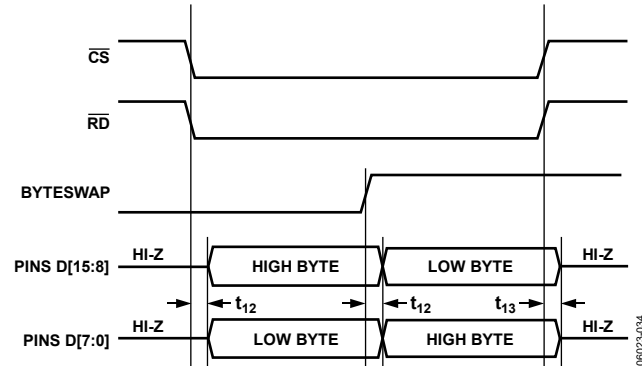 CS
RD
BYTESWAP
PINS D[15:8] HI-Z HIGH BYTE LOW BYTE HI-Z
t12 t12 t13
PINS D[7:0] HI-Z LOW BYTE HIGH BYTE HI-Z
06023-034